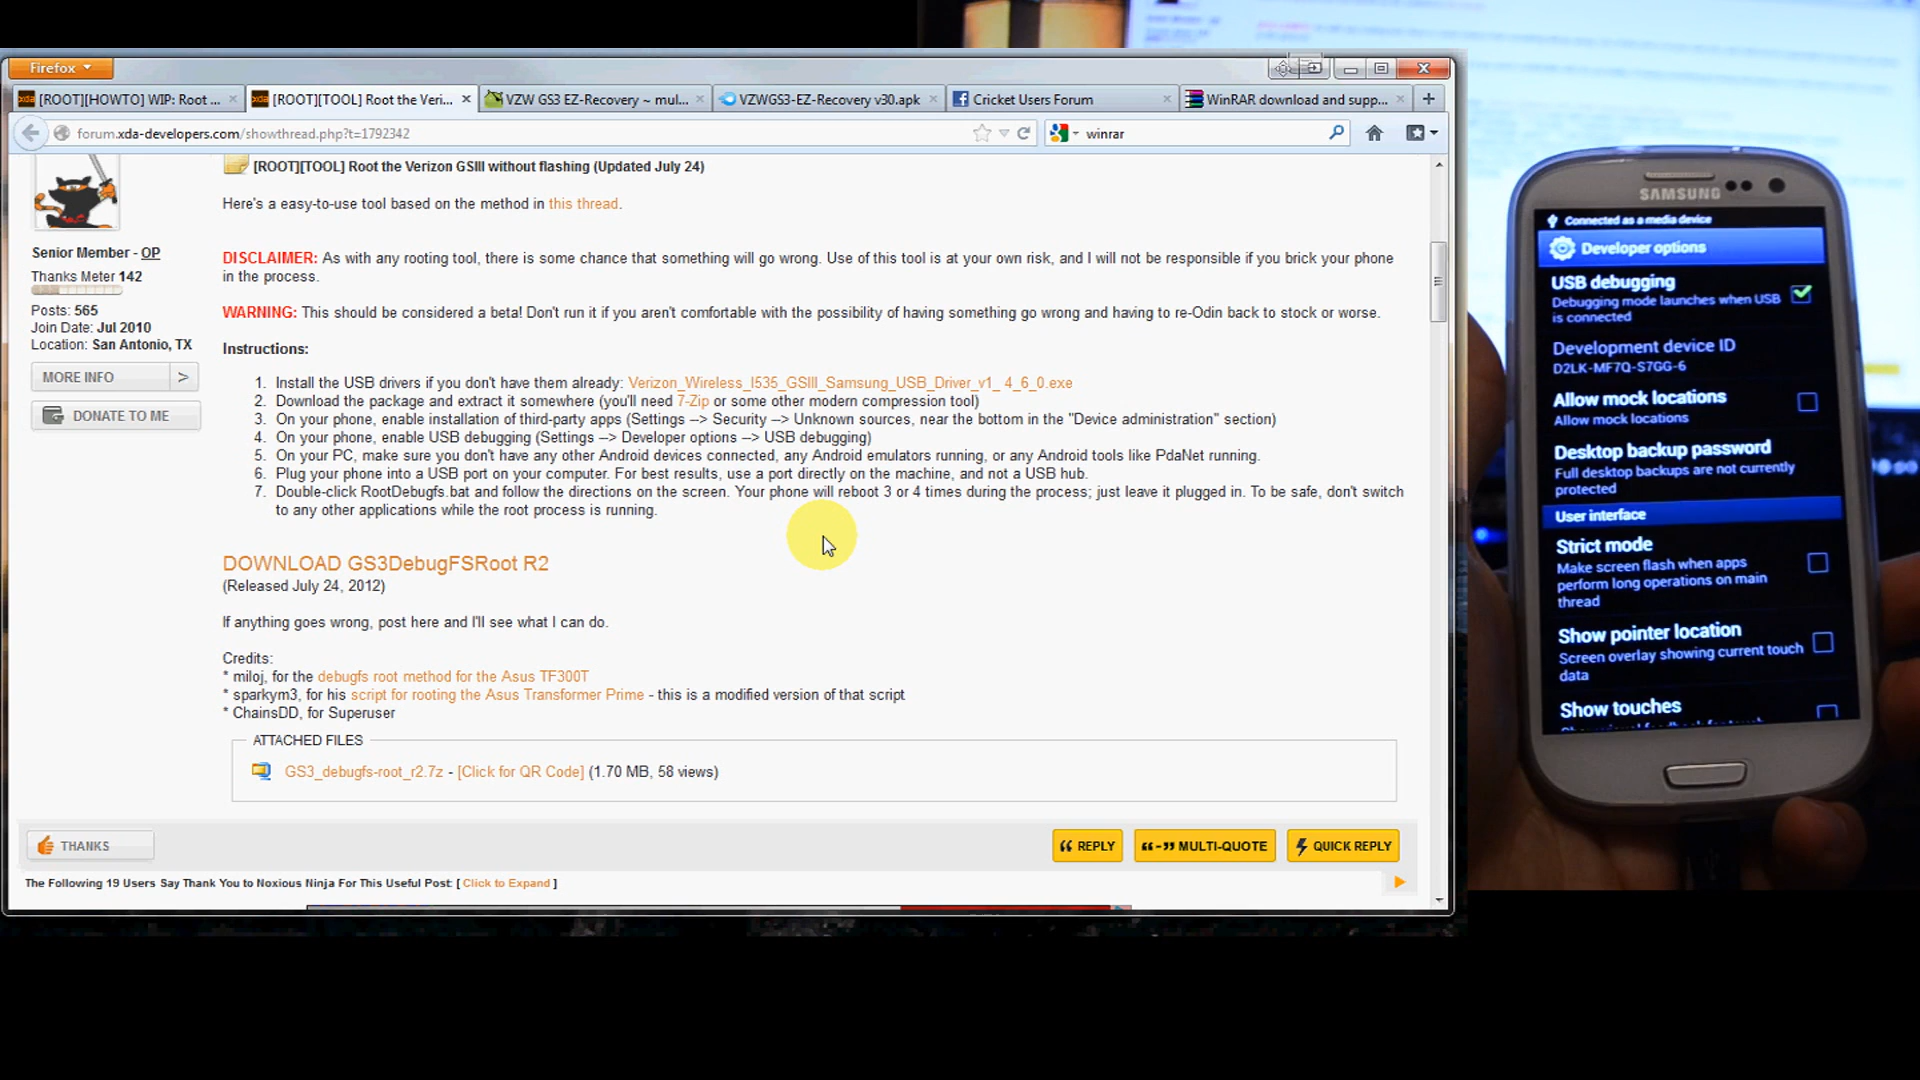 Firefox
[ROOT][HOWTO] WIP: Root ...
[ROOT][TOOL] Root the Veri...
VZW GS3 EZ-Recovery ~ mul...
VZWGS3-EZ-Recovery v30.apk
Cricket Users Forum
WinRAR download and supp...
forum.xda-developers.com/showthread.php?t=1792342
winrar
[ROOT][TOOL] Root the Verizon GSIII without flashing (Updated July 24)
Here's a easy-to-use tool based on the method in this thread.
Senior Member - OP
Thanks Meter 142
Posts: 565
Join Date: Jul 2010
Location: San Antonio, TX
MORE INFO >
DONATE TO ME
DISCLAIMER: As with any rooting tool, there is some chance that something will go wrong. Use of this tool is at your own risk, and I will not be responsible if you brick your phone
in the process.
WARNING: This should be considered a beta! Don't run it if you aren't comfortable with the possibility of having something go wrong and having to re-Odin back to stock or worse.
Instructions:
1. Install the USB drivers if you don't have them already: Verizon_Wireless_I535_GSIII_Samsung_USB_Driver_v1_ 4_6_0.exe
2. Download the package and extract it somewhere (you'll need 7-Zip or some other modern compression tool)
3. On your phone, enable installation of third-party apps (Settings --> Security --> Unknown sources, near the bottom in the "Device administration" section)
4. On your phone, enable USB debugging (Settings --> Developer options --> USB debugging)
5. On your PC, make sure you don't have any other Android devices connected, any Android emulators running, or any Android tools like PdaNet running.
6. Plug your phone into a USB port on your computer. For best results, use a port directly on the machine, and not a USB hub.
7. Double-click RootDebugfs.bat and follow the directions on the screen. Your phone will reboot 3 or 4 times during the process; just leave it plugged in. To be safe, don't switch
to any other applications while the root process is running.
DOWNLOAD GS3DebugFSRoot R2
(Released July 24, 2012)
If anything goes wrong, post here and I'll see what I can do.
Credits:
* miloj, for the debugfs root method for the Asus TF300T
* sparkym3, for his script for rooting the Asus Transformer Prime - this is a modified version of that script
* ChainsDD, for Superuser
ATTACHED FILES
GS3_debugfs-root_r2.7z - [Click for QR Code] (1.70 MB, 58 views)
THANKS
REPLY
MULTI-QUOTE
QUICK REPLY
The Following 19 Users Say Thank You to Noxious Ninja For This Useful Post: [ Click to Expand ]
SAMSUNG
Connected as a media device
Developer options
USB debugging
Debugging mode launches when USB
is connected
Development device ID
D2LK-MF7Q-S7GG-6
Allow mock locations
Allow mock locations
Desktop backup password
Full desktop backups are not currently
protected
User interface
Strict mode
Make screen flash when apps
perform long operations on main
thread
Show pointer location
Screen overlay showing current touch
data
Show touches